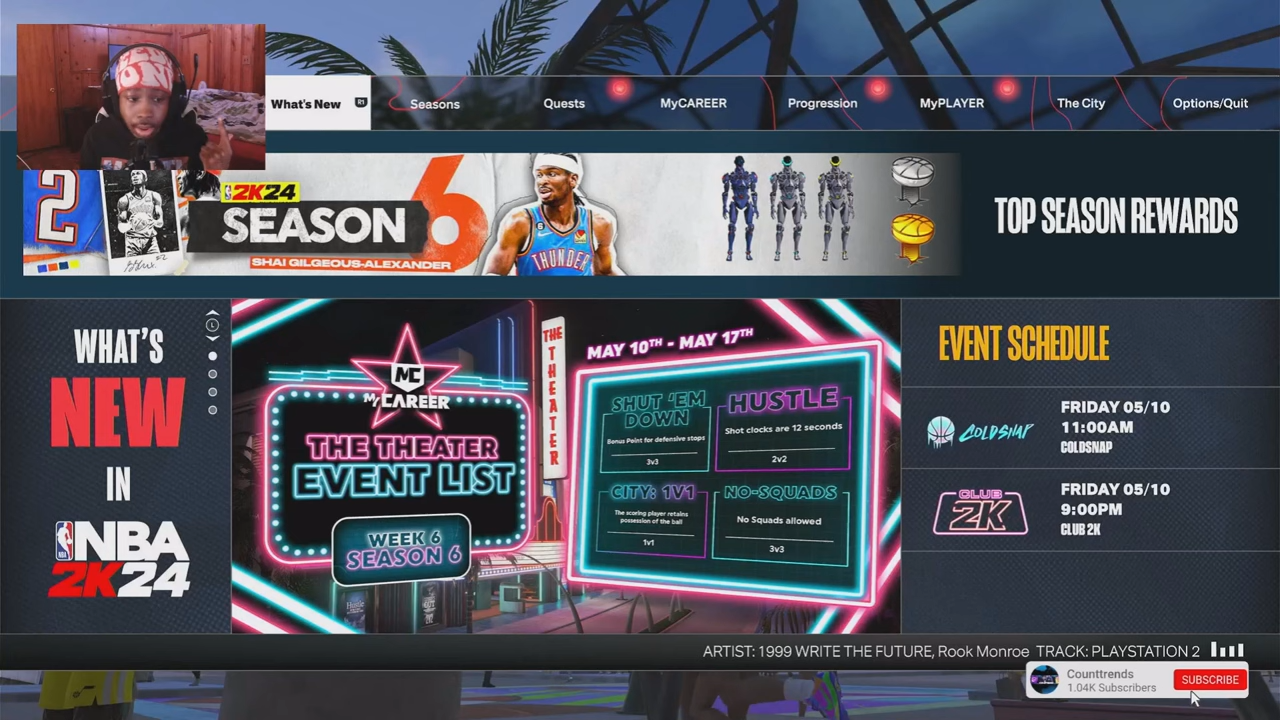 What's New
R1
Seasons
Quests
MyCAREER
Progression
MyPLAYER
The City
Options/Quit
2
NBA 2K24
SEASON 6
SHAI GILGEOUS-ALEXANDER
6
THUNDER
TOP SEASON REWARDS
WHAT'S
NEW
IN
NBA
2K24
MC
MyCAREER
THE THEATER
EVENT LIST
WEEK 6
SEASON 6
THE THEATER
MAY 10TH - MAY 17TH
SHUT 'EM
DOWN
Bonus Point for defensive stops
3v3
HUSTLE
Shot clocks are 12 seconds
2v2
CITY: 1V1
The scoring player retains
possession of the ball
1v1
NO-SQUADS
No Squads allowed
3v3
EVENT SCHEDULE
COLDSNAP
FRIDAY 05/10
11:00AM
COLDSNAP
CLUB
2K
FRIDAY 05/10
9:00PM
CLUB 2K
ARTIST: 1999 WRITE THE FUTURE, Rook Monroe TRACK: PLAYSTATION 2
Counttrends
1.04K Subscribers
SUBSCRIBE